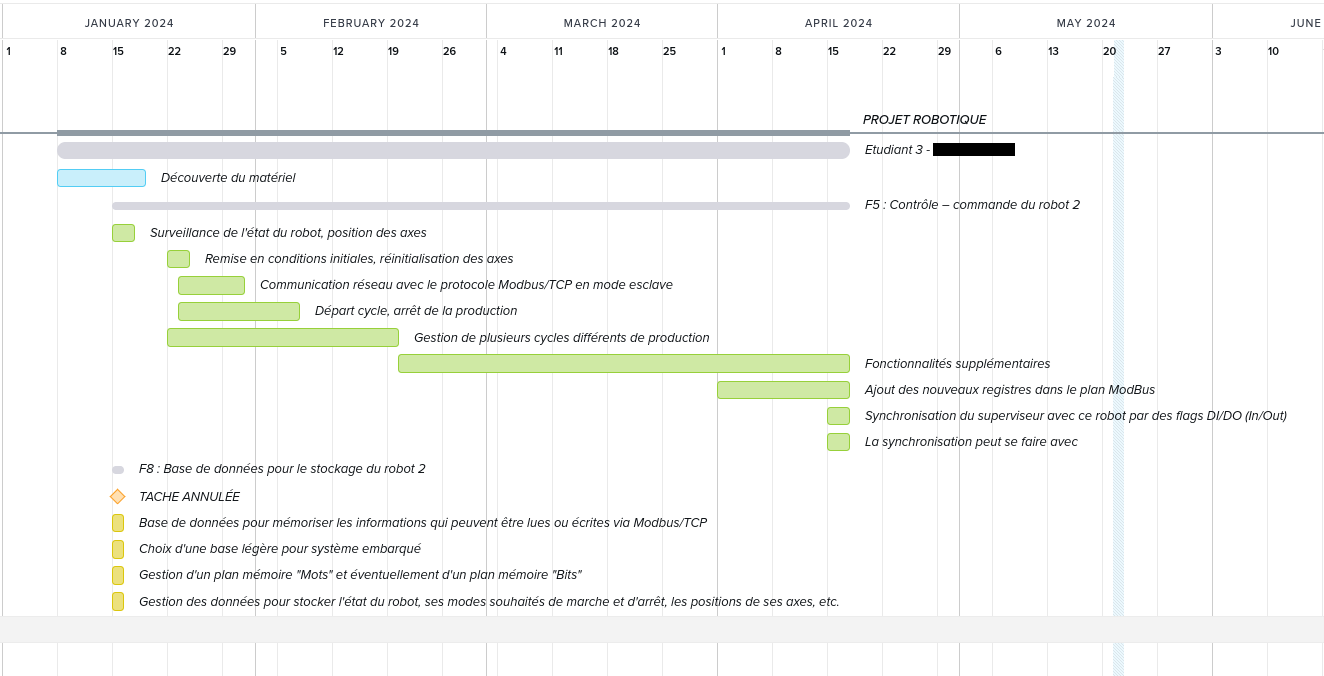 JANUARY 2024 FEBRUARY 2024 MARCH 2024 APRIL 2024 MAY 2024 JUNE
1 8 15 22 29 5 12 19 26 4 11 18 25 1 8 15 22 29 6 13 20 27 3 10
PROJET ROBOTIQUE
Etudiant 3 -
Découverte du matériel
F5 : Contrôle – commande du robot 2
Surveillance de l'état du robot, position des axes
Remise en conditions initiales, réinitialisation des axes
Communication réseau avec le protocole Modbus/TCP en mode esclave
Départ cycle, arrêt de la production
Gestion de plusieurs cycles différents de production
Fonctionnalités supplémentaires
Ajout des nouveaux registres dans le plan ModBus
Synchronisation du superviseur avec ce robot par des flags DI/DO (In/Out)
La synchronisation peut se faire avec
F8 : Base de données pour le stockage du robot 2
TACHE ANNULÉE
Base de données pour mémoriser les informations qui peuvent être lues ou écrites via Modbus/TCP
Choix d'une base légère pour système embarqué
Gestion d'un plan mémoire "Mots" et éventuellement d'un plan mémoire "Bits"
Gestion des données pour stocker l'état du robot, ses modes souhaités de marche et d'arrêt, les positions de ses axes, etc.